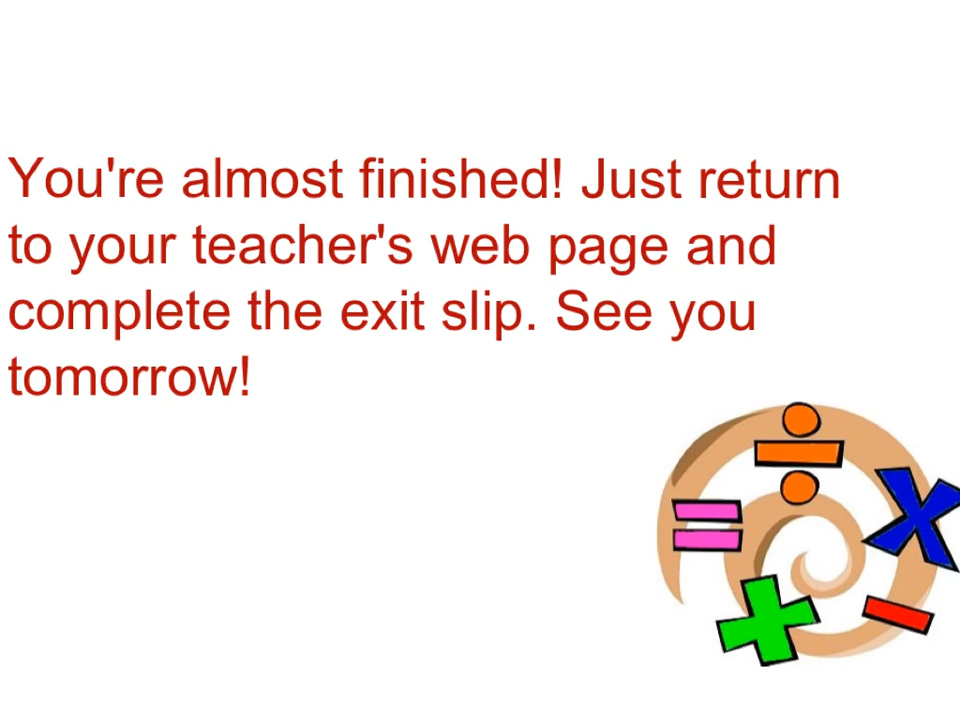 You're almost finished! Just return
to your teacher's web page and
complete the exit slip. See you
tomorrow!